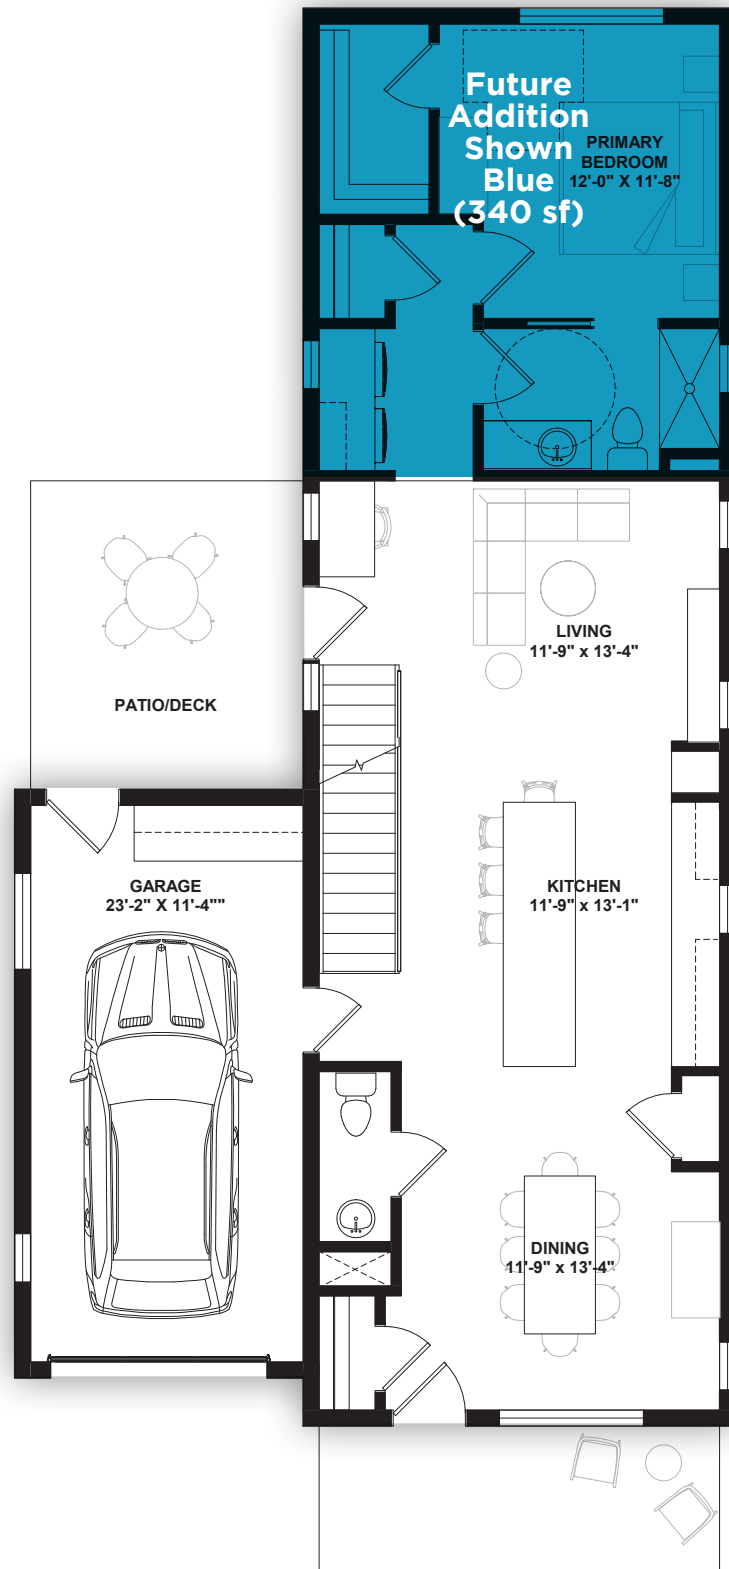 Future
Addition
Shown
Blue
(340 sf)
PRIMARY
BEDROOM
12'-0" X 11'-8"
LIVING
11'-9" x 13'-4"
PATIO/DECK
GARAGE
23'-2" X 11'-4""
KITCHEN
11'-9" x 13'-1"
DINING
11'-9" x 13'-4"